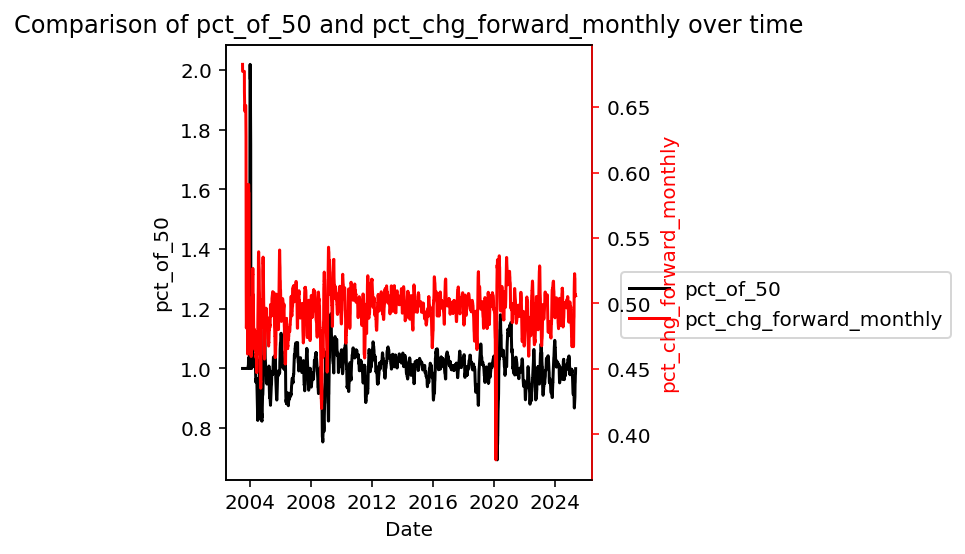 Comparison of pct_of_50 and pct_chg_forward_monthly over time
pct_of_50
2.0
1.8
1.6
1.4
1.2
1.0
0.8
2004 2008 2012 2016 2020 2024
Date
0.65
0.60
0.55
0.50
0.45
0.40
pct_chg_forward_monthly
pct_of_50
pct_chg_forward_monthly